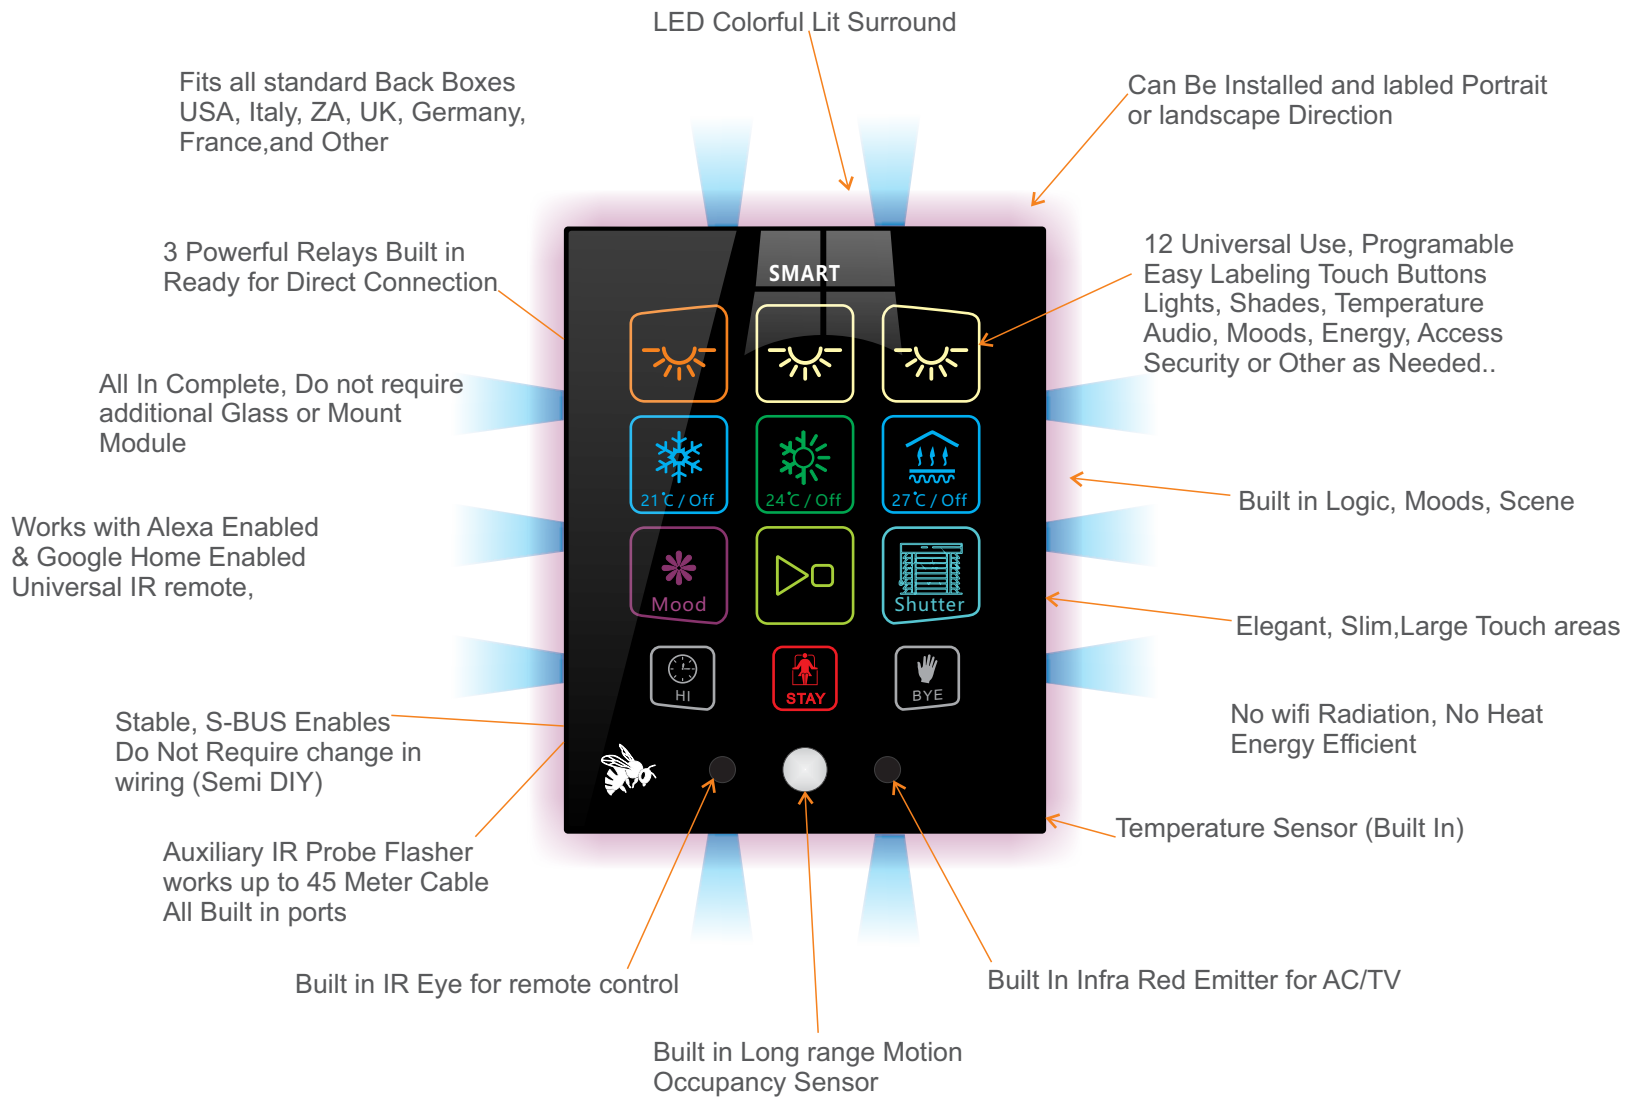 LED Colorful Lit Surround
Fits all standard Back Boxes
USA, Italy, ZA, UK, Germany,
France,and Other
Can Be Installed and labled Portrait
or landscape Direction
3 Powerful Relays Built in
Ready for Direct Connection
12 Universal Use, Programable
Easy Labeling Touch Buttons
Lights, Shades, Temperature
Audio, Moods, Energy, Access
Security or Other as Needed..
SMART
All In Complete, Do not require
additional Glass or Mount
Module
21°C / Off
24°C / Off
27°C / Off
Built in Logic, Moods, Scene
Works with Alexa Enabled
& Google Home Enabled
Universal IR remote,
Mood
Shutter
Elegant, Slim,Large Touch areas
HI
STAY
BYE
Stable, S-BUS Enables
Do Not Require change in
wiring (Semi DIY)
No wifi Radiation, No Heat
Energy Efficient
Temperature Sensor (Built In)
Auxiliary IR Probe Flasher
works up to 45 Meter Cable
All Built in ports
Built in IR Eye for remote control
Built In Infra Red Emitter for AC/TV
Built in Long range Motion
Occupancy Sensor